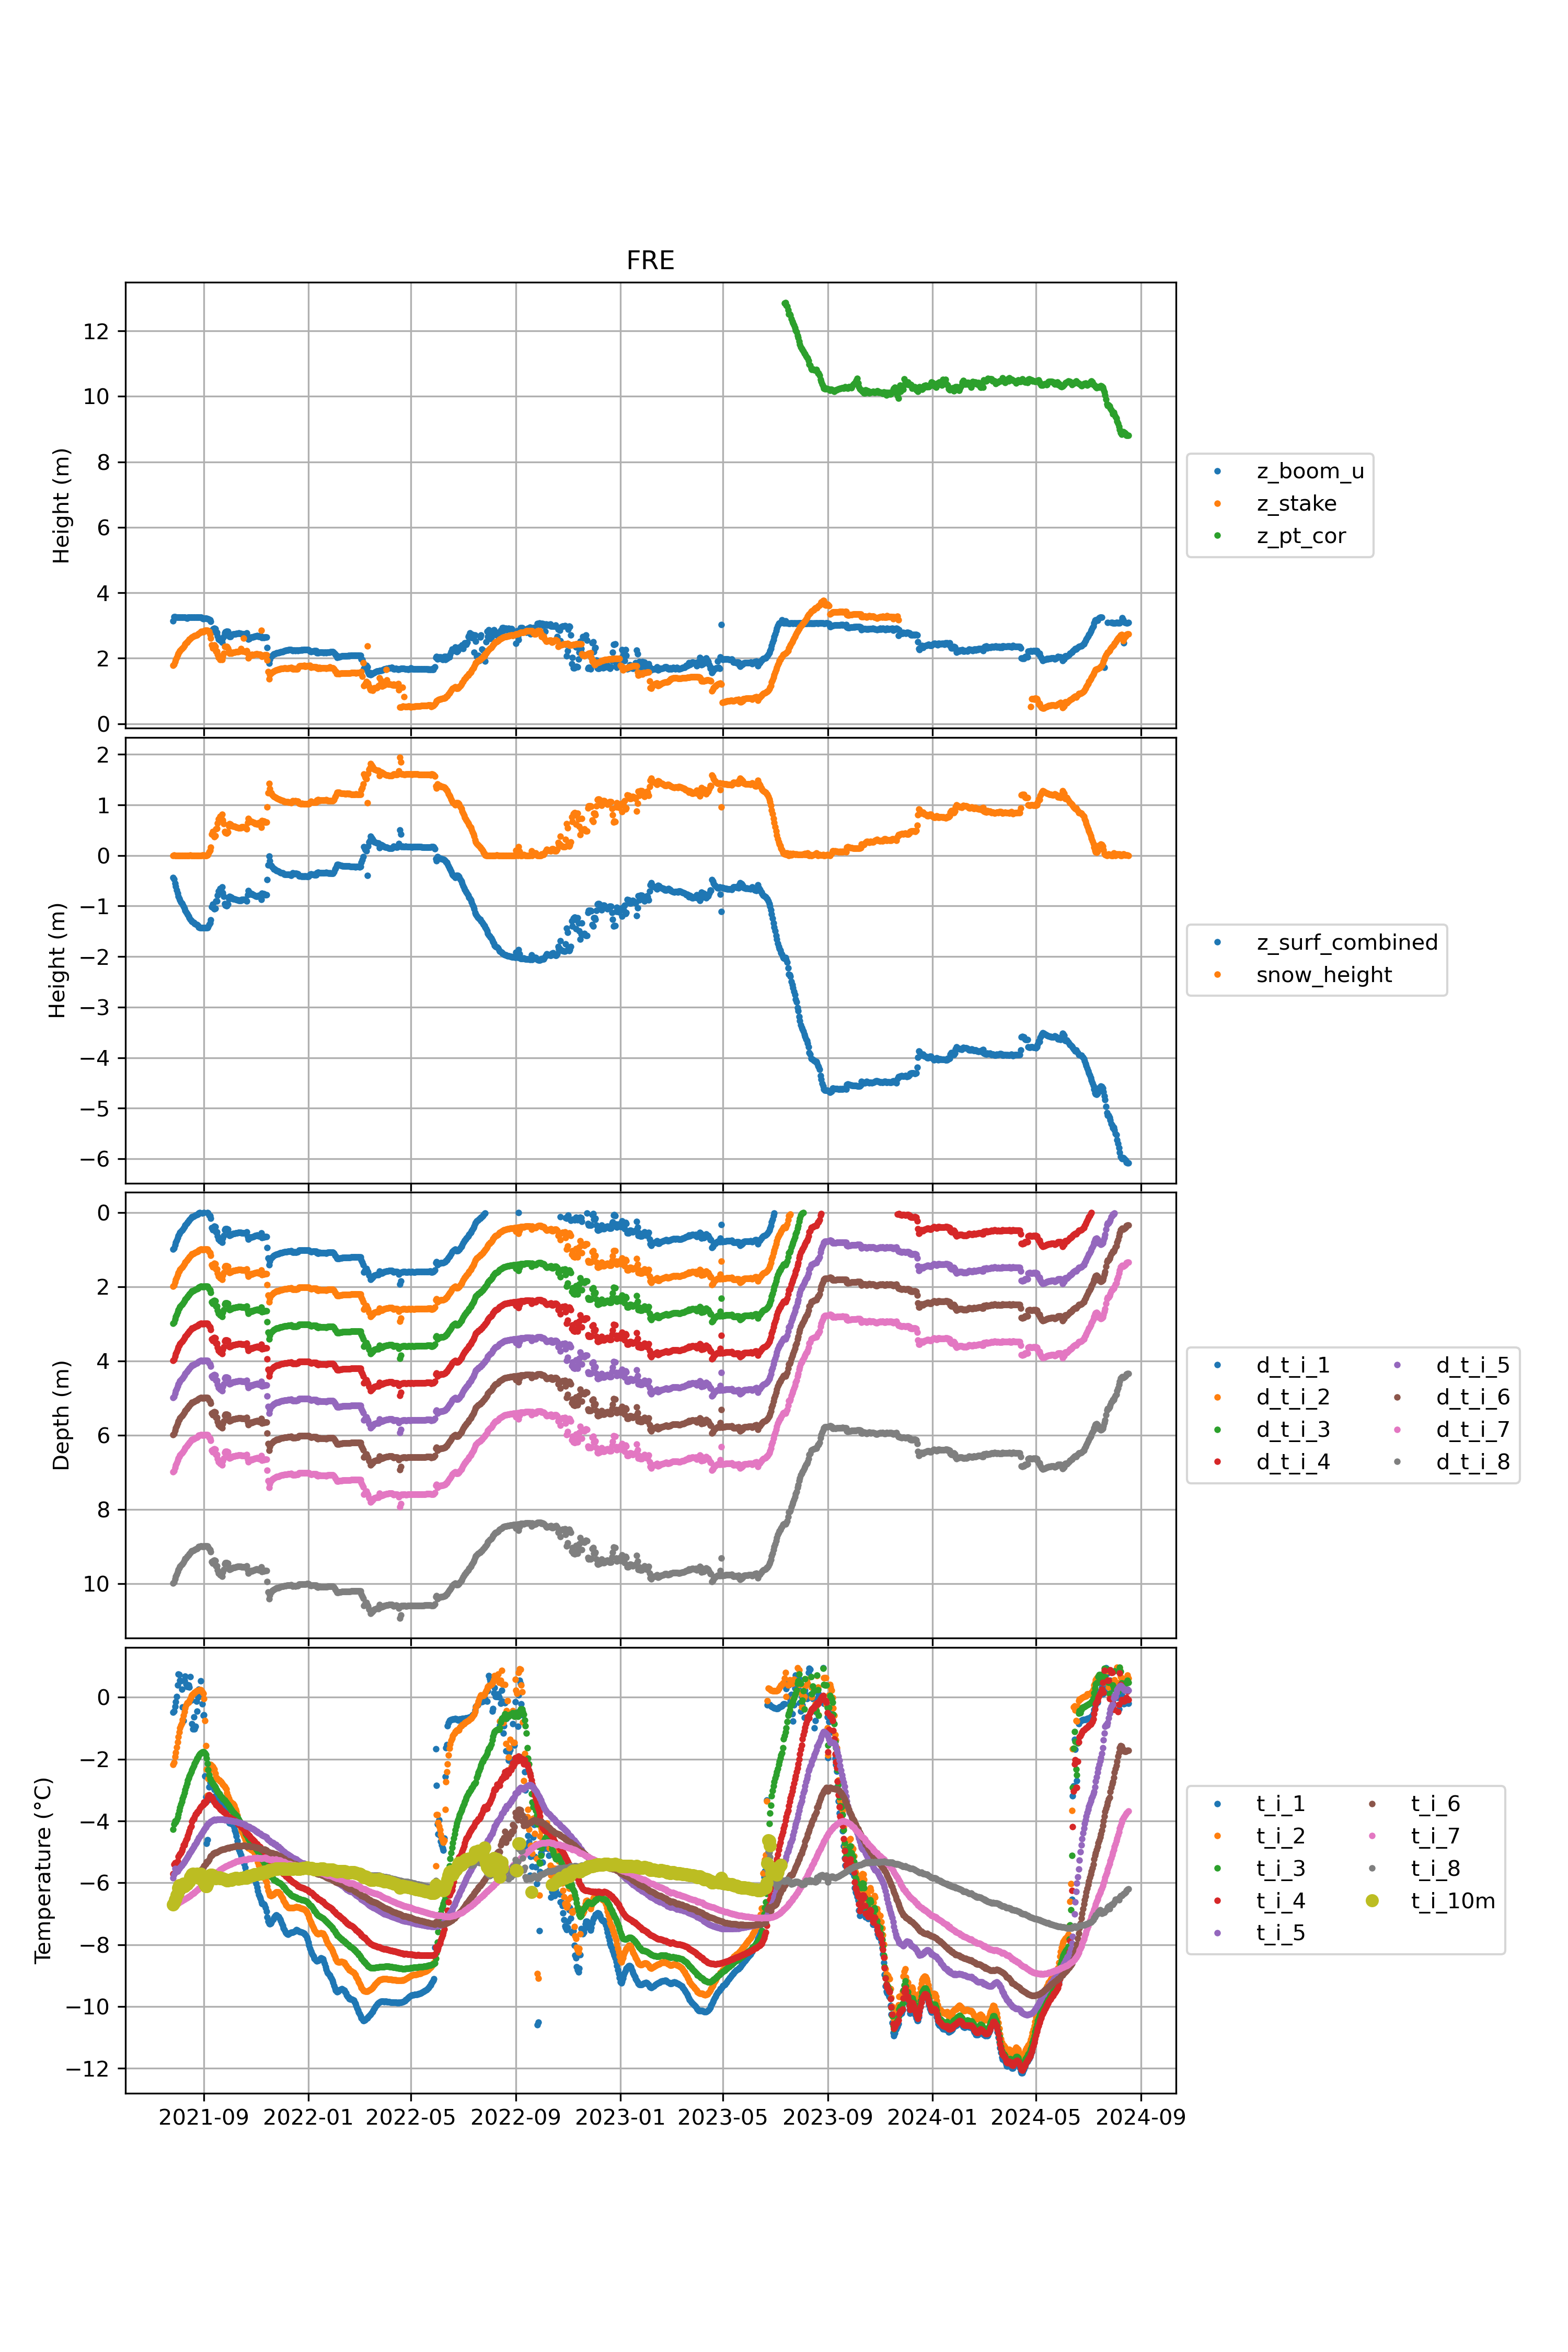 FRE
Height (m)
12
10
8
6
4
2
0
z_boom_u
z_stake
z_pt_cor
Height (m)
2
1
0
−1
−2
−3
−4
−5
−6
z_surf_combined
snow_height
Depth (m)
0
2
4
6
8
10
d_t_i_1 d_t_i_5
d_t_i_2 d_t_i_6
d_t_i_3 d_t_i_7
d_t_i_4 d_t_i_8
Temperature (°C)
0
−2
−4
−6
−8
−10
−12
t_i_1 t_i_6
t_i_2 t_i_7
t_i_3 t_i_8
t_i_4 t_i_10m
t_i_5
2021-09 2022-01 2022-05 2022-09 2023-01 2023-05 2023-09 2024-01 2024-05 2024-09